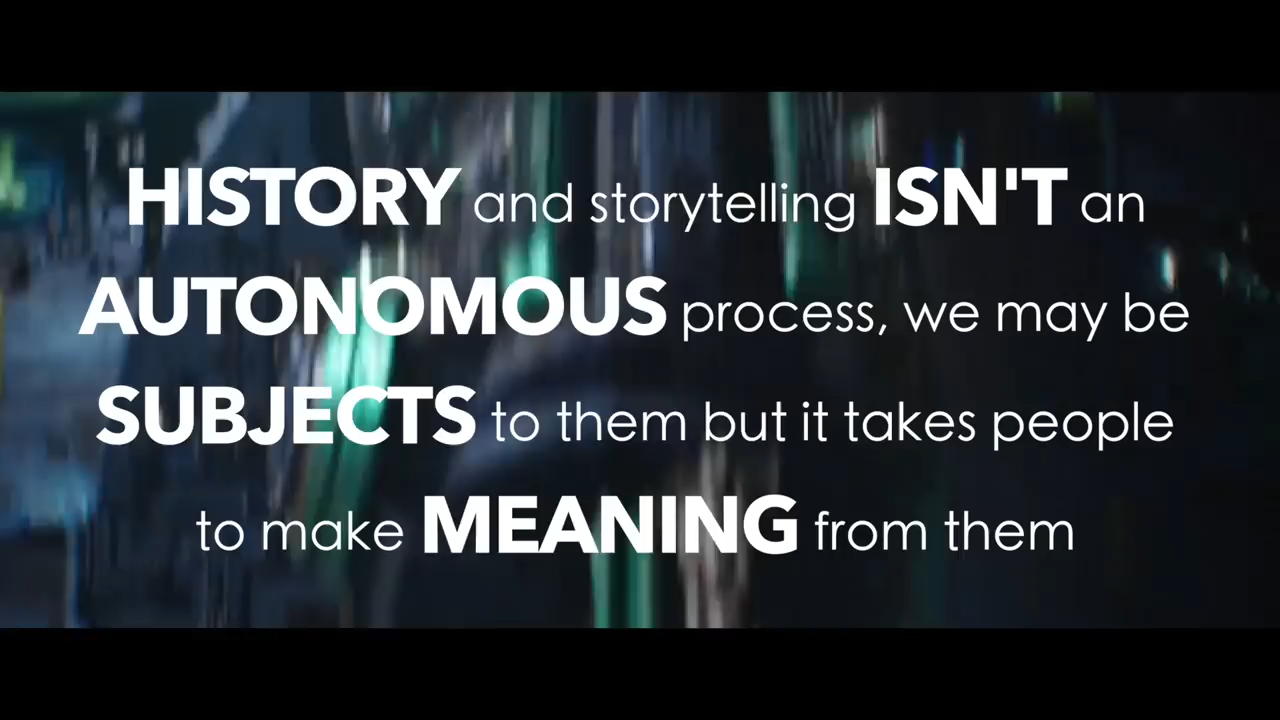 HISTORY and storytelling ISN'T an
AUTONOMOUS process, we may be
SUBJECTS to them but it takes people
to make MEANING from them